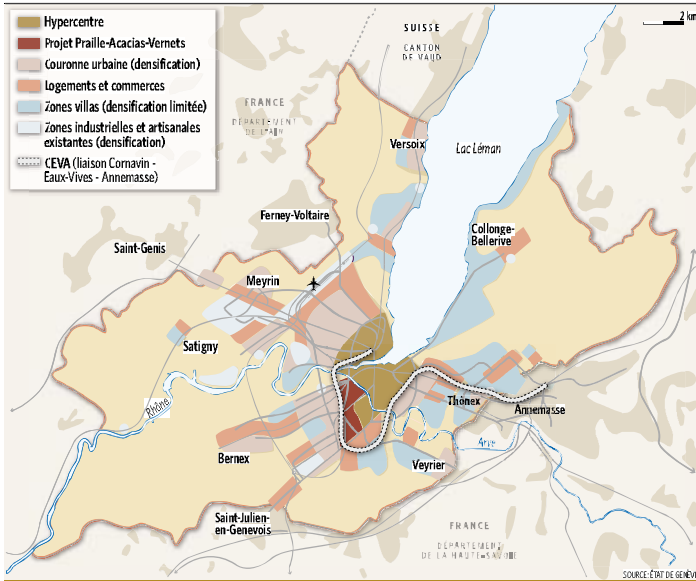 Hypercentre
Projet Praille-Acacias-Vernets
Couronne urbaine (densification)
Logements et commerces
Zones villas (densification limitée)
Zones industrielles et artisanales
existantes (densification)
CEVA (liaison Cornavin -
Eaux-Vives - Annemasse)
2 km
SUISSE
CANTON
DE VAUD
FRANCE
DÉPARTEMENT
DE L'AIN
Versoix
Lac Léman
Ferney-Voltaire
Collonge-
Bellerive
Saint-Genis
Meyrin
Satigny
Rhône
Thônex
Annemasse
Bernex
Arve
Veyrier
Saint-Julien-
en-Genevois
FRANCE
DÉPARTEMENT
DE LA HAUTE-SAVOIE
SOURCE: ÉTAT DE GENÈVE